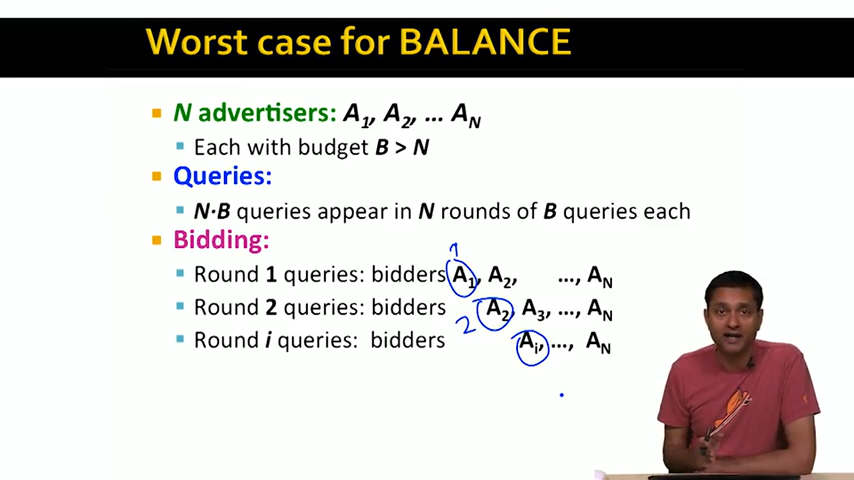 Worst case for BALANCE
N advertisers: A1, A2, … AN
Each with budget B > N
Queries:
N·B queries appear in N rounds of B queries each
Bidding:
1
Round 1 queries: bidders A1, A2, …, AN
Round 2 queries: bidders A2, A3, …, AN
2
Round i queries: bidders Ai, …, AN